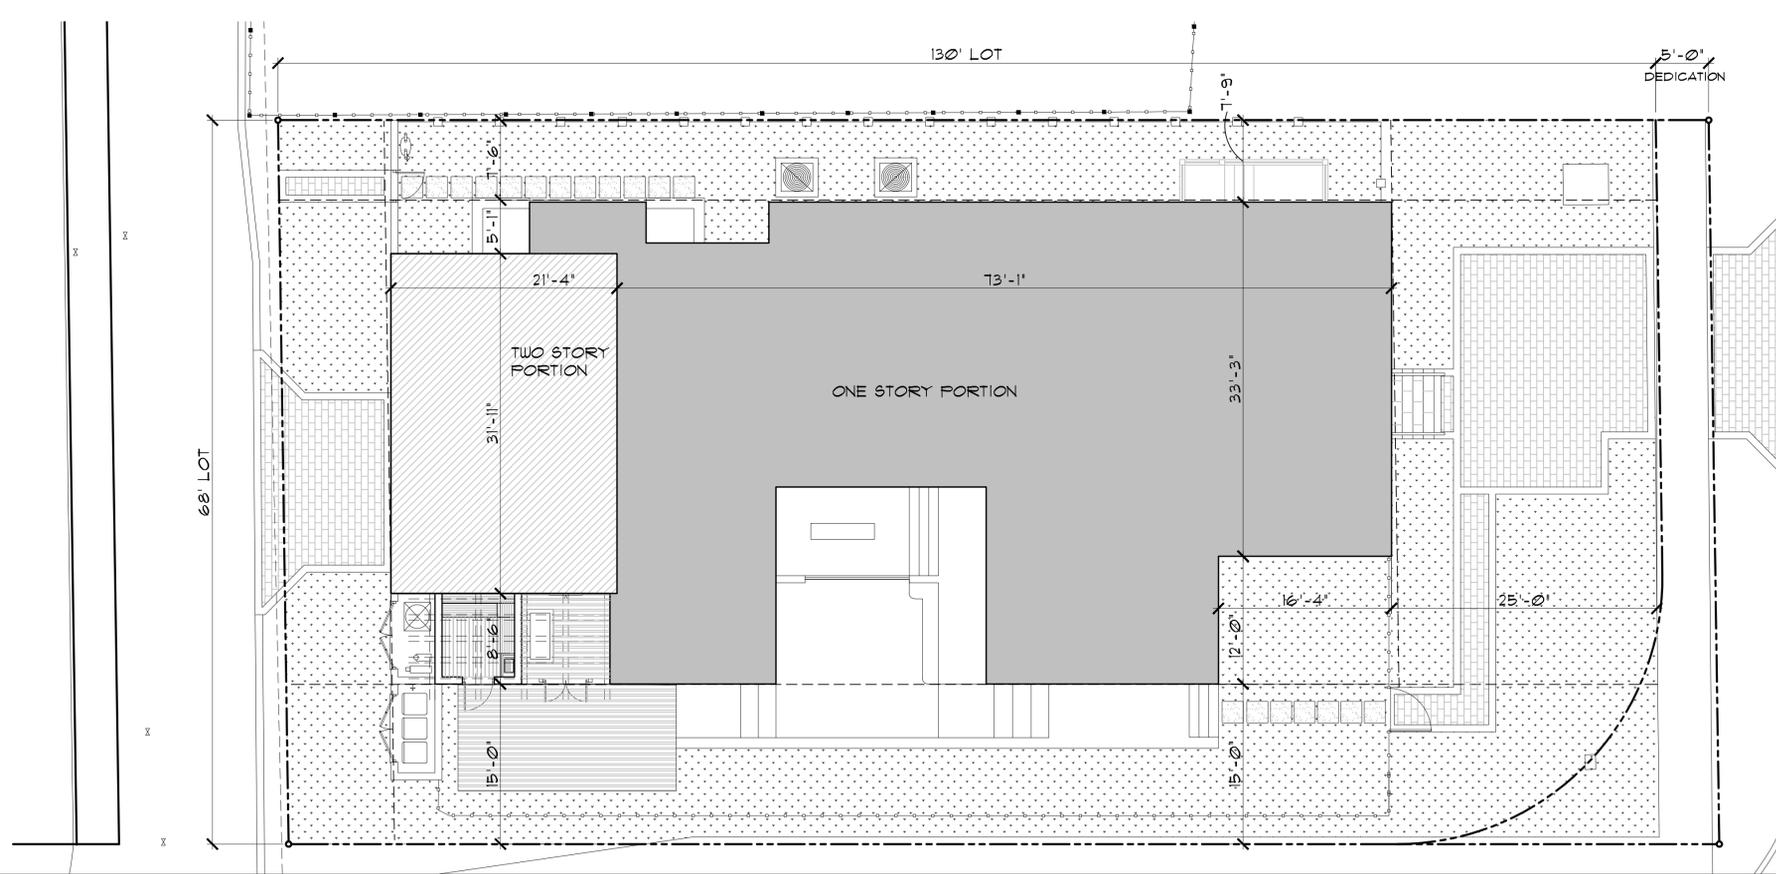 130' LOT
5'-0"
DEDICATION
7'-9"
7'-6"
5'-1"
21'-4"
73'-1"
TWO STORY
PORTION
ONE STORY PORTION
33'-3"
31'-11"
68' LOT
16'-4"
25'-0"
8'-6"
12'-0"
15'-0"
15'-0"